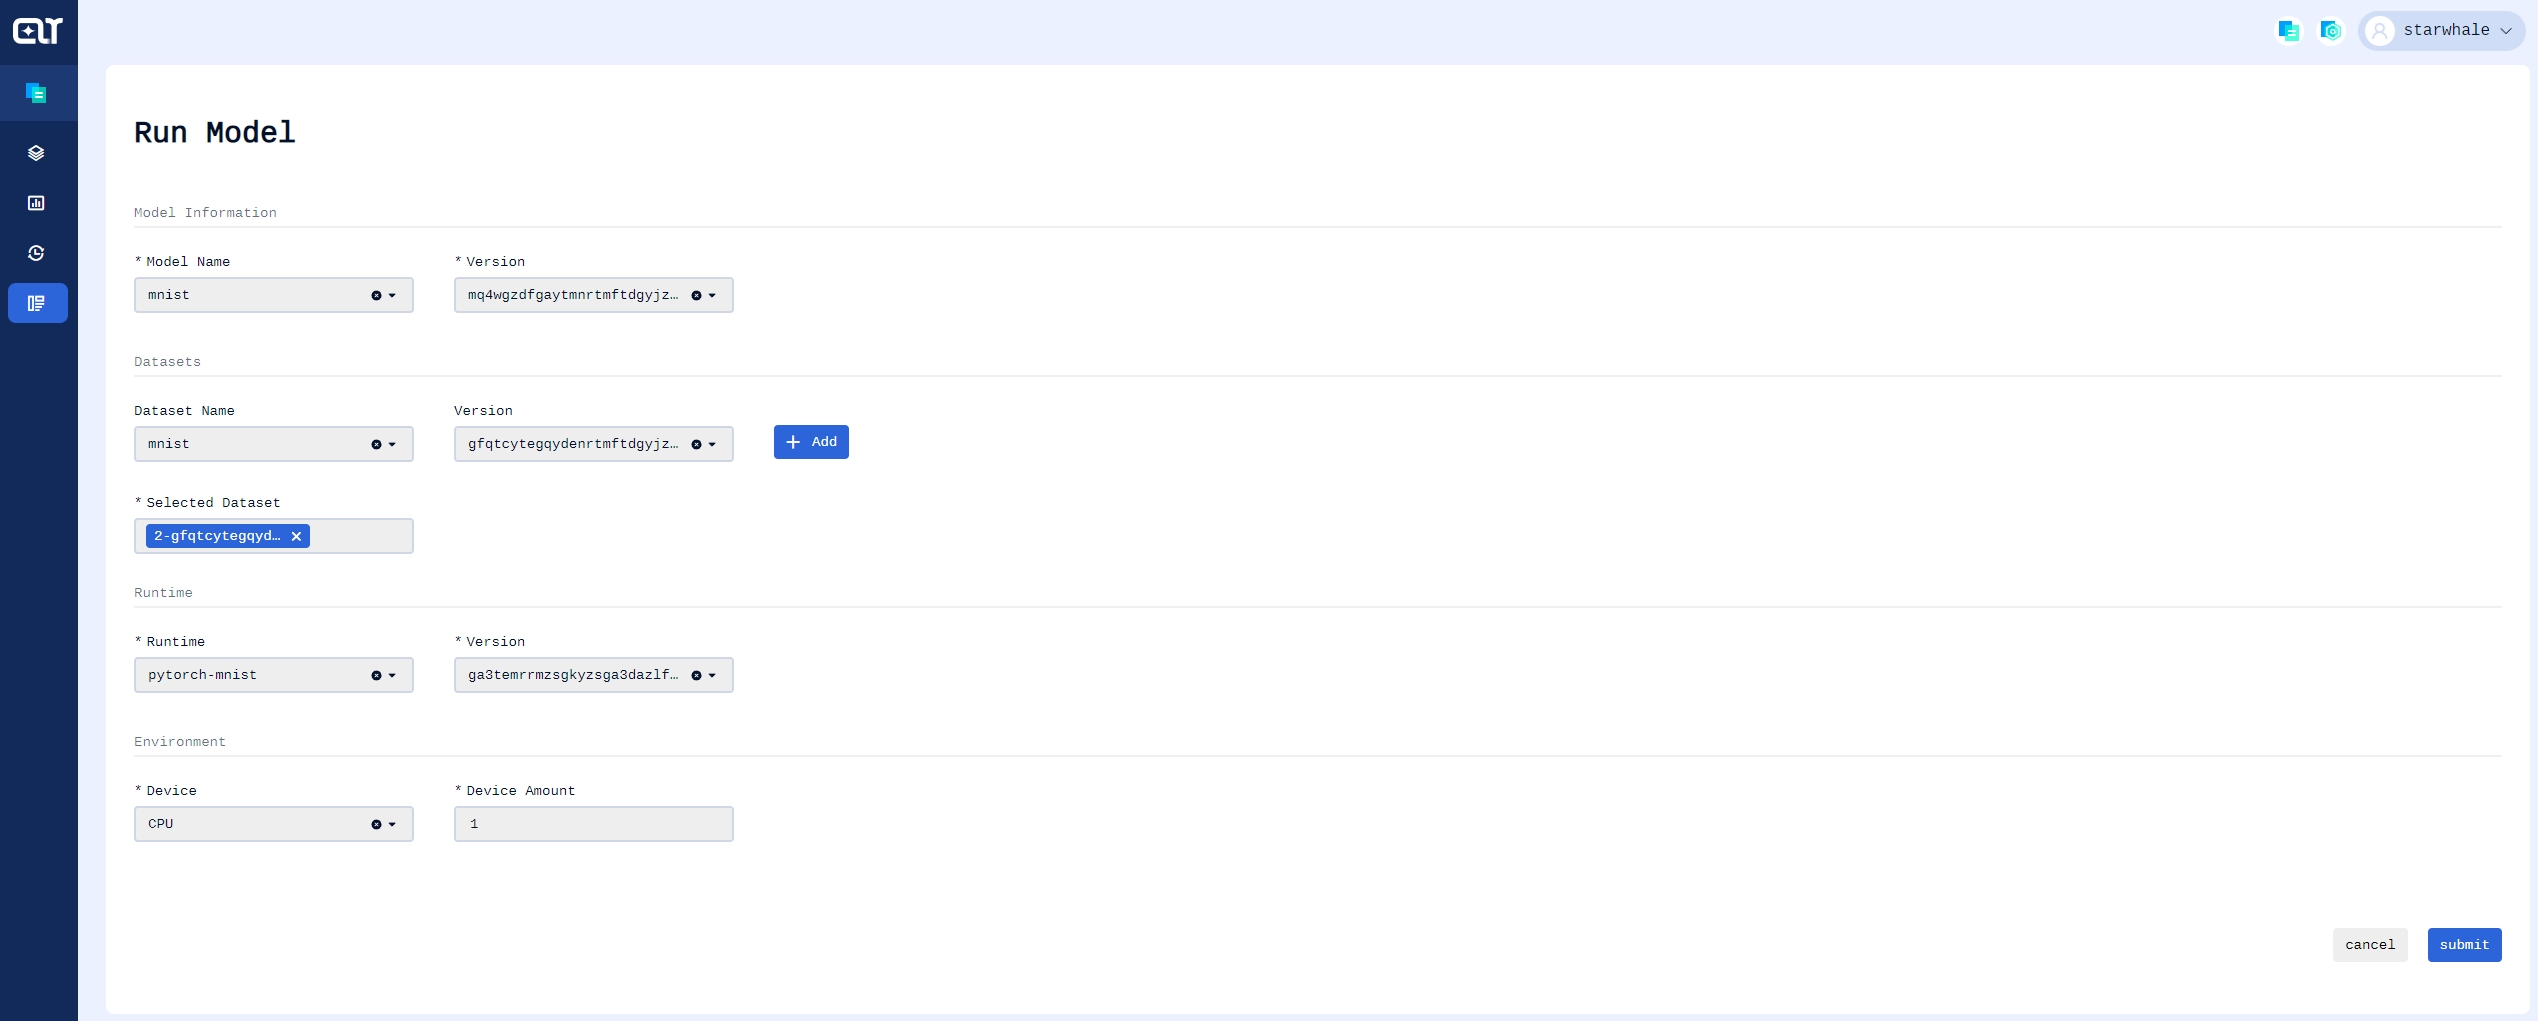 starwhale
Run Model
Model Information
* Model Name
* Version
mnist
mq4wgzdfgaytmnrtmftdgyjz…
Datasets
Dataset Name
Version
mnist
gfqtcytegqydenrtmftdgyjz…
+ Add
* Selected Dataset
2-gfqtcytegqyd…
Runtime
* Runtime
* Version
pytorch-mnist
ga3temrrmzsgkyzsga3dazlf…
Environment
* Device
* Device Amount
CPU
1
cancel
submit